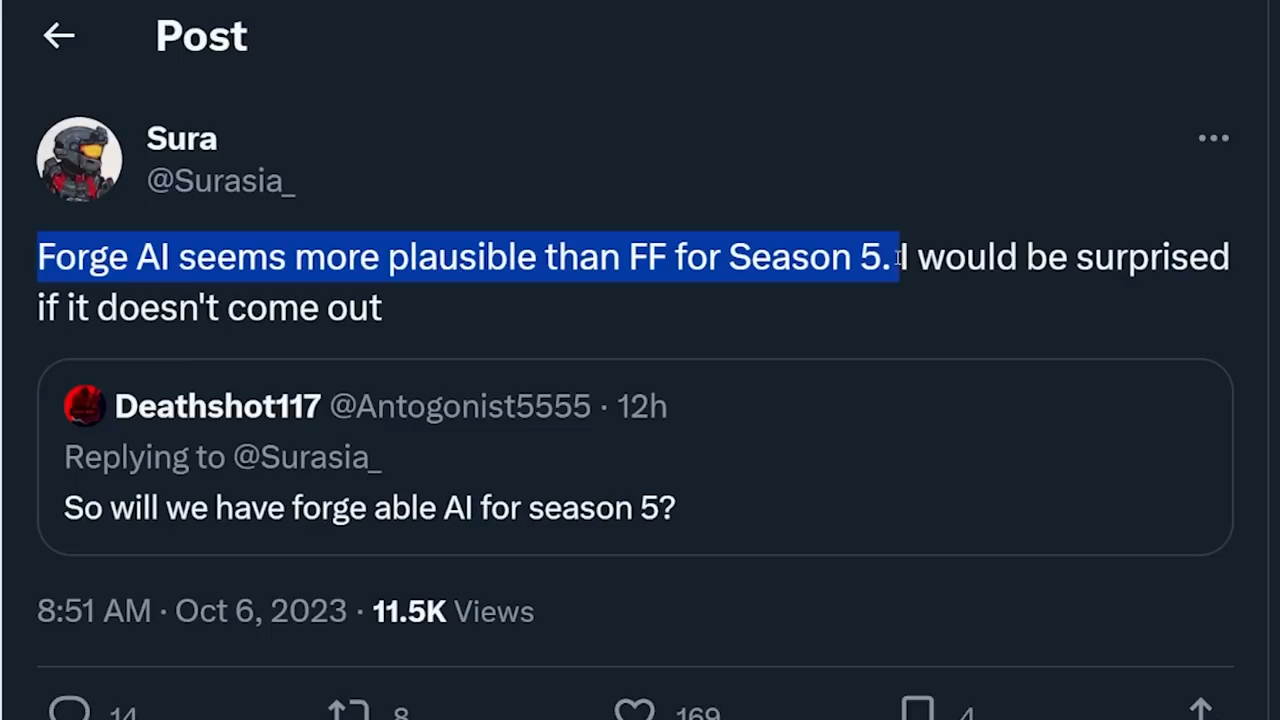 Post
Sura
@Surasia_
Forge AI seems more plausible than FF for Season 5. I would be surprised
if it doesn't come out
Deathshot117 @Antogonist5555 · 12h
Replying to @Surasia_
So will we have forge able AI for season 5?
8:51 AM · Oct 6, 2023 · 11.5K Views
14 8 169 4